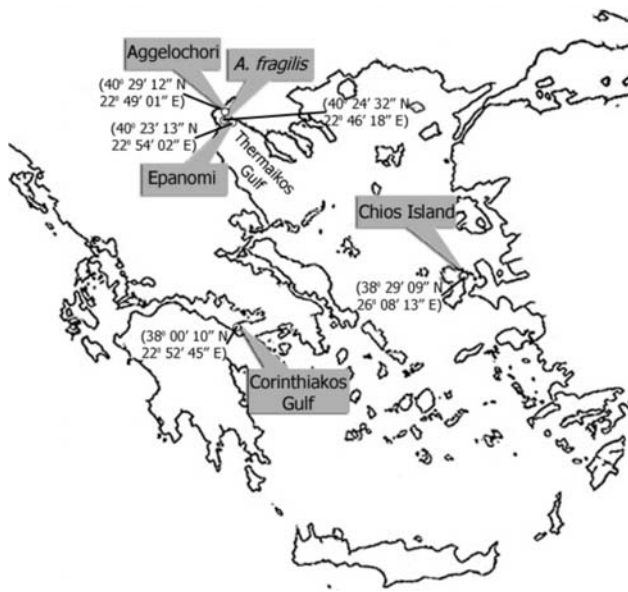 Aggelochori
A. fragilis
(40° 29′ 12″ N
22° 49′ 01″ E)
(40° 24′ 32″ N
22° 46′ 18″ E)
(40° 23′ 13″ N
22° 54′ 02″ E)
Epanomi
Thermaikos
Gulf
Chios Island
(38° 29′ 09″ N
26° 08′ 13″ E)
(38° 00′ 10″ N
22° 52′ 45″ E)
Corinthiakos
Gulf